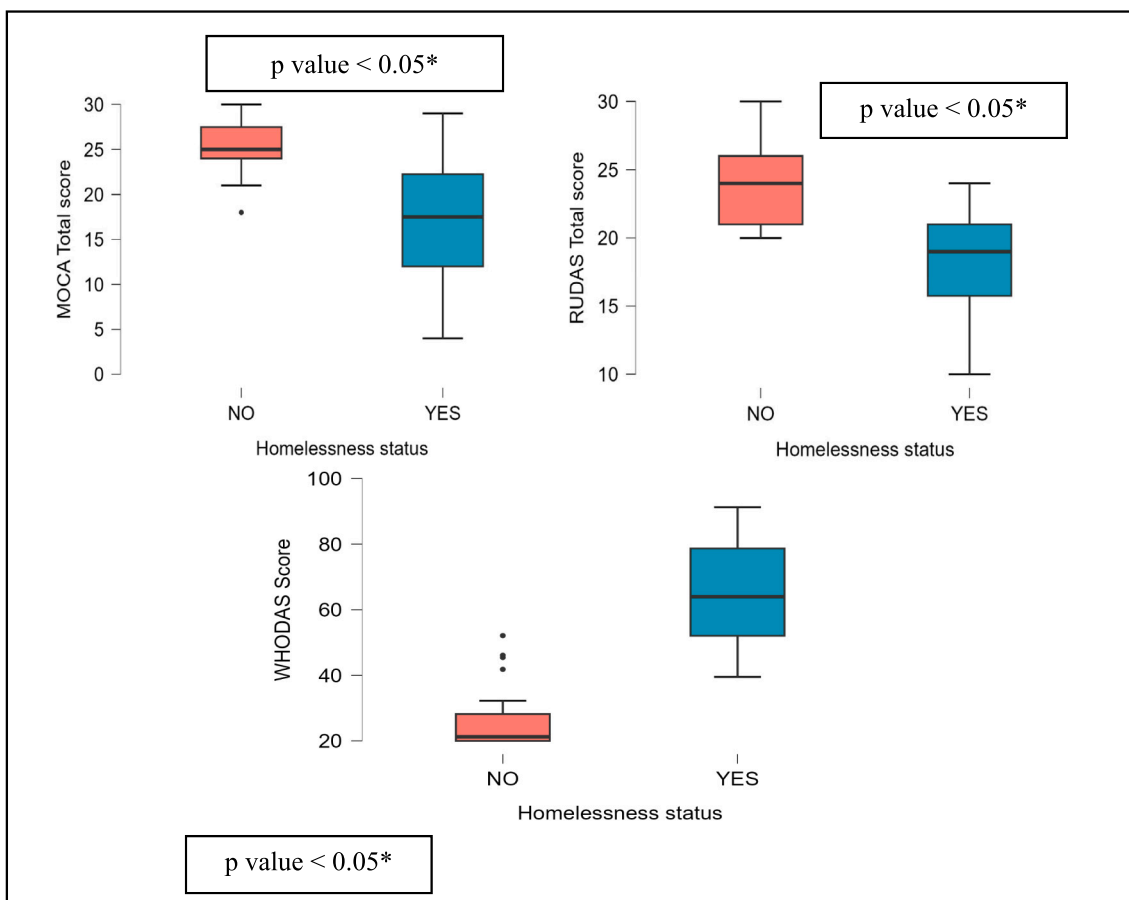 p value < 0.05*
MOCA Total score
30
25
20
15
10
5
0
NO
YES
Homelessness status
p value < 0.05*
RUDAS Total score
30
25
20
15
10
NO
YES
Homelessness status
WHODAS Score
100
80
60
40
20
NO
YES
Homelessness status
p value < 0.05*